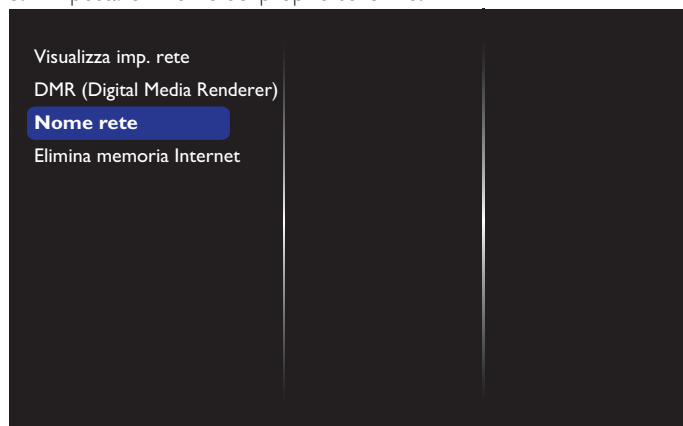 Visualizza imp. rete
DMR (Digital Media Renderer)
Nome rete
Elimina memoria Internet